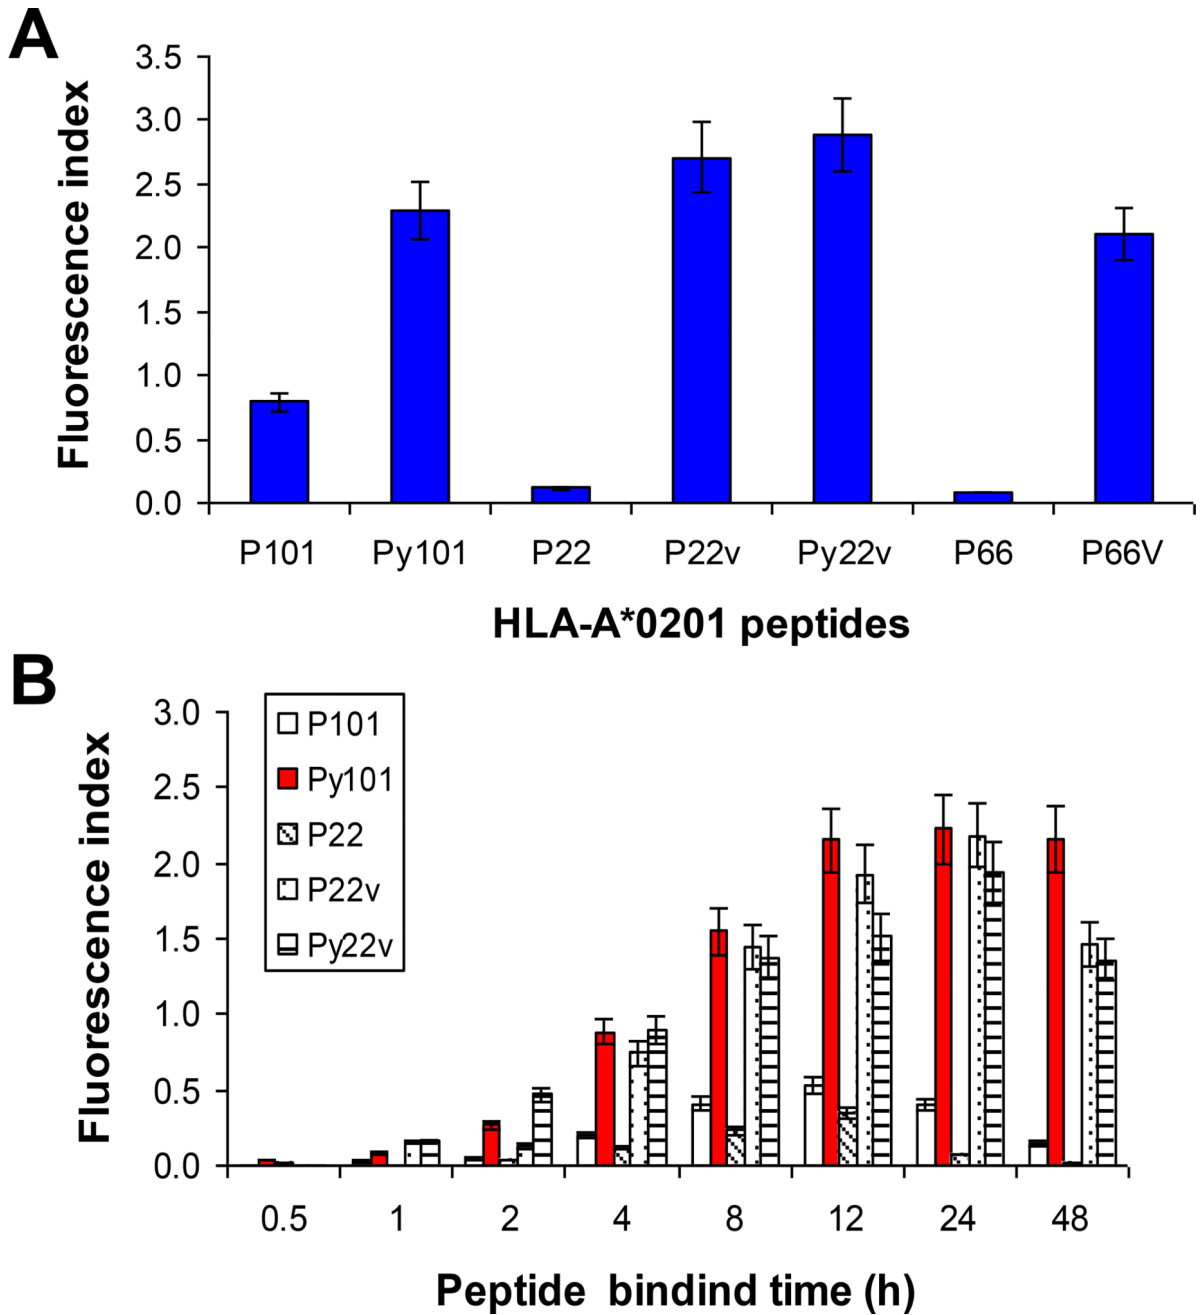 A
Fluorescence index
3.5
3.0
2.5
2.0
1.5
1.0
0.5
0.0
P101 Py101 P22 P22v Py22v P66 P66V
HLA-A*0201 peptides
B
Fluorescence index
3.0
2.5
2.0
1.5
1.0
0.5
0.0
P101
Py101
P22
P22v
Py22v
0.5 1 2 4 8 12 24 48
Peptide bindind time (h)